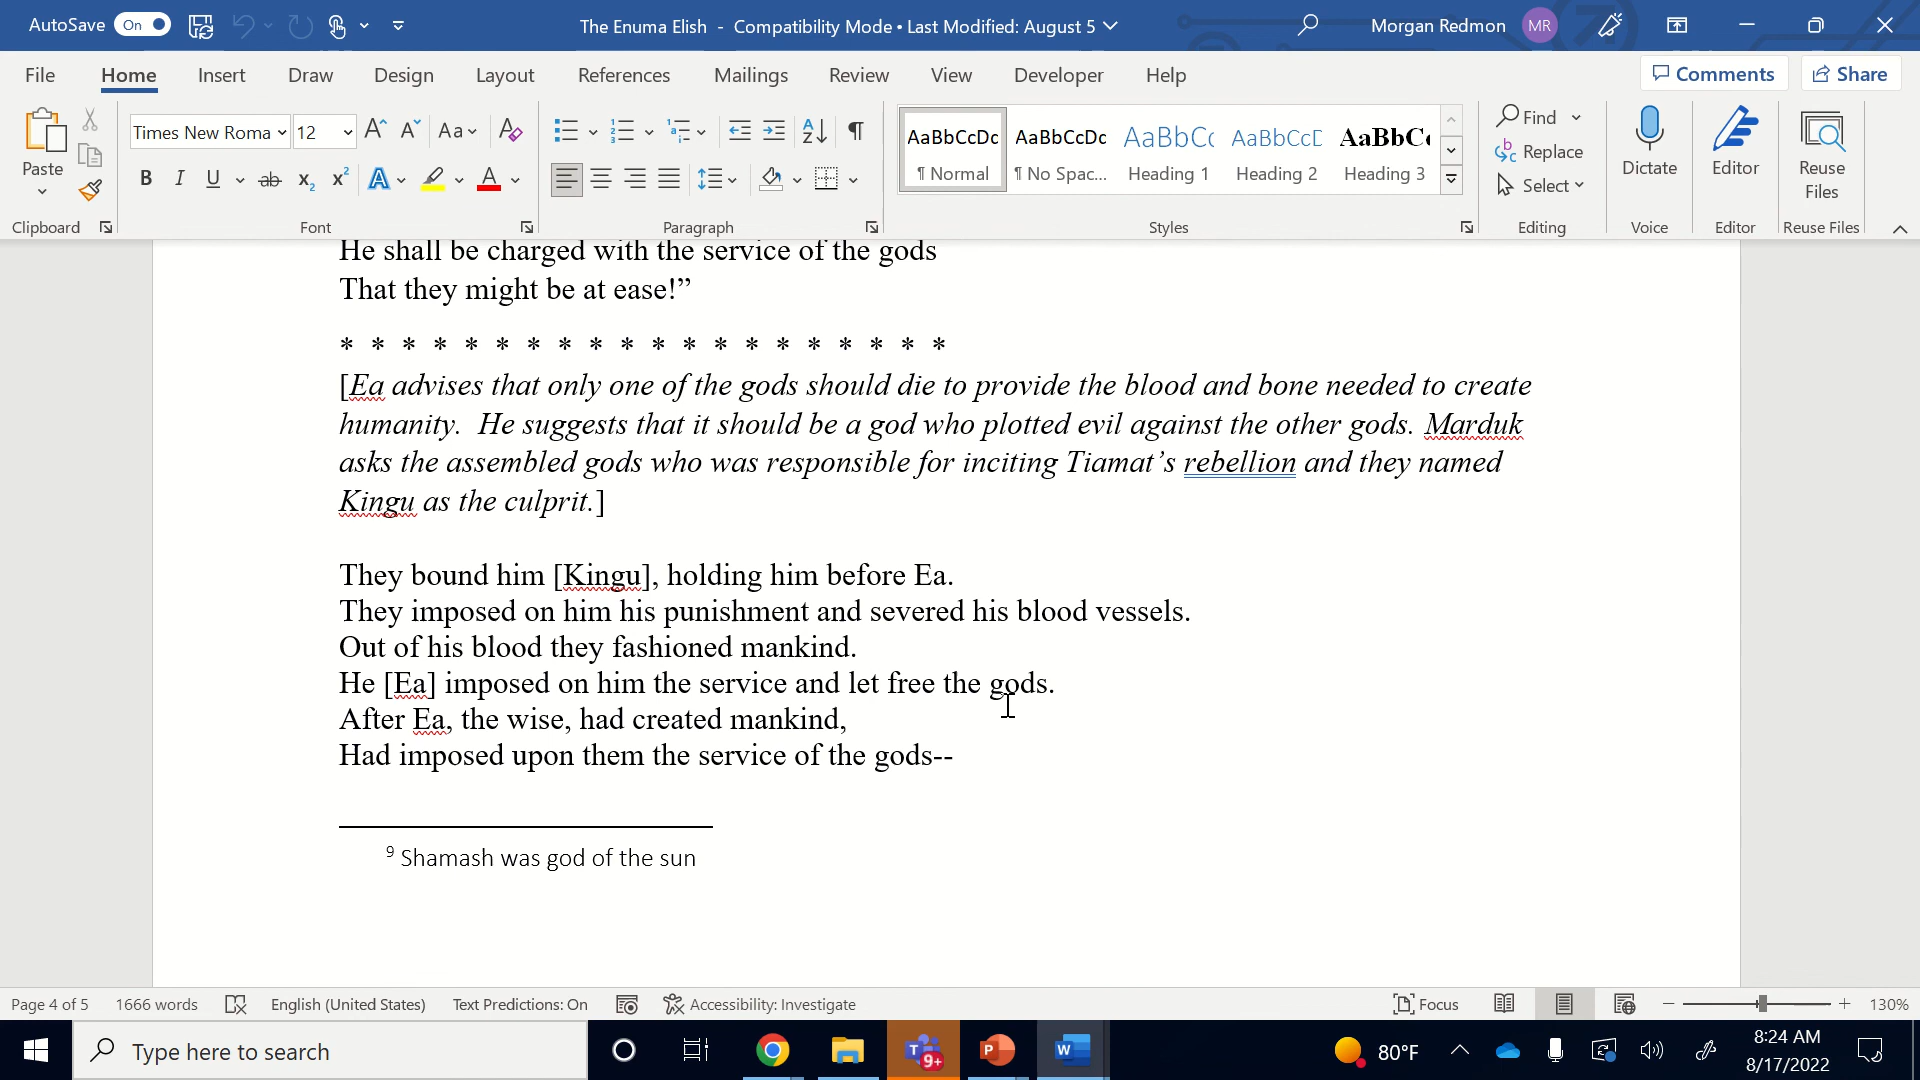 AutoSave On The Enuma Elish - Compatibility Mode • Last Modified: August 5 Morgan Redmon MR
File Home Insert Draw Design Layout References Mailings Review View Developer Help Comments Share
Paste
Times New Roma 12
AaBbCcDc AaBbCcDc AaBbCc AaBbCcD AaBbCc
¶ Normal ¶ No Spac... Heading 1 Heading 2 Heading 3
Find
Replace
Select
Dictate
Editor
Reuse
Files
Clipboard Font Paragraph Styles Editing Voice Editor Reuse Files
He shall be charged with the service of the gods
That they might be at ease!”
* * * * * * * * * * * * * * * * * * * *
[Ea advises that only one of the gods should die to provide the blood and bone needed to create
humanity. He suggests that it should be a god who plotted evil against the other gods. Marduk
asks the assembled gods who was responsible for inciting Tiamat’s rebellion and they named
Kingu as the culprit.]
They bound him [Kingu], holding him before Ea.
They imposed on him his punishment and severed his blood vessels.
Out of his blood they fashioned mankind.
He [Ea] imposed on him the service and let free the gods.
After Ea, the wise, had created mankind,
Had imposed upon them the service of the gods--
9 Shamash was god of the sun
Page 4 of 5 1666 words English (United States) Text Predictions: On Accessibility: Investigate Focus 130%
Type here to search 9+ 80°F 8:24 AM
8/17/2022